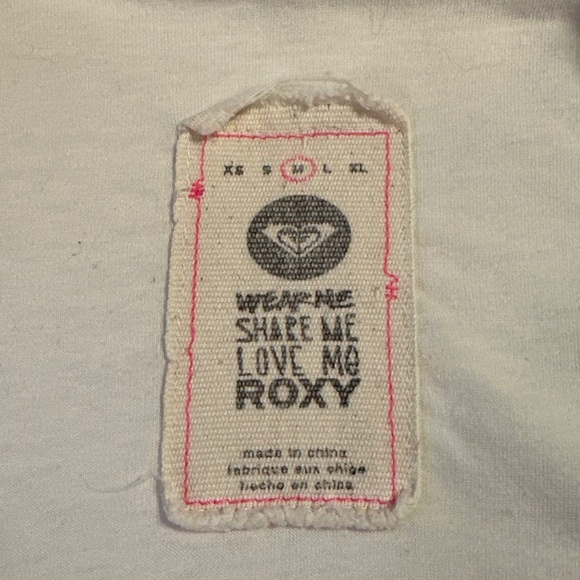 XS S M L XL
WEAR ME
SHARE ME
LOVE ME
ROXY
made in china
fabriqué aux chine
hecho en china